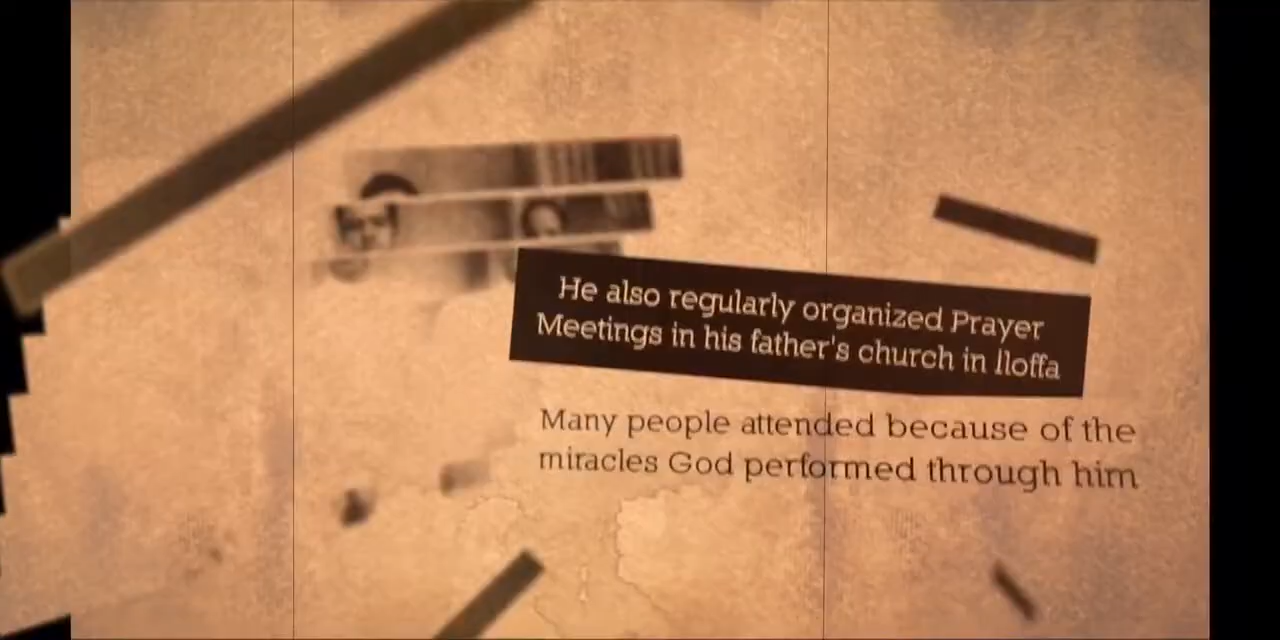 He also regularly organized Prayer
Meetings in his father's church in Iloffa
Many people attended because of the
miracles God performed through him